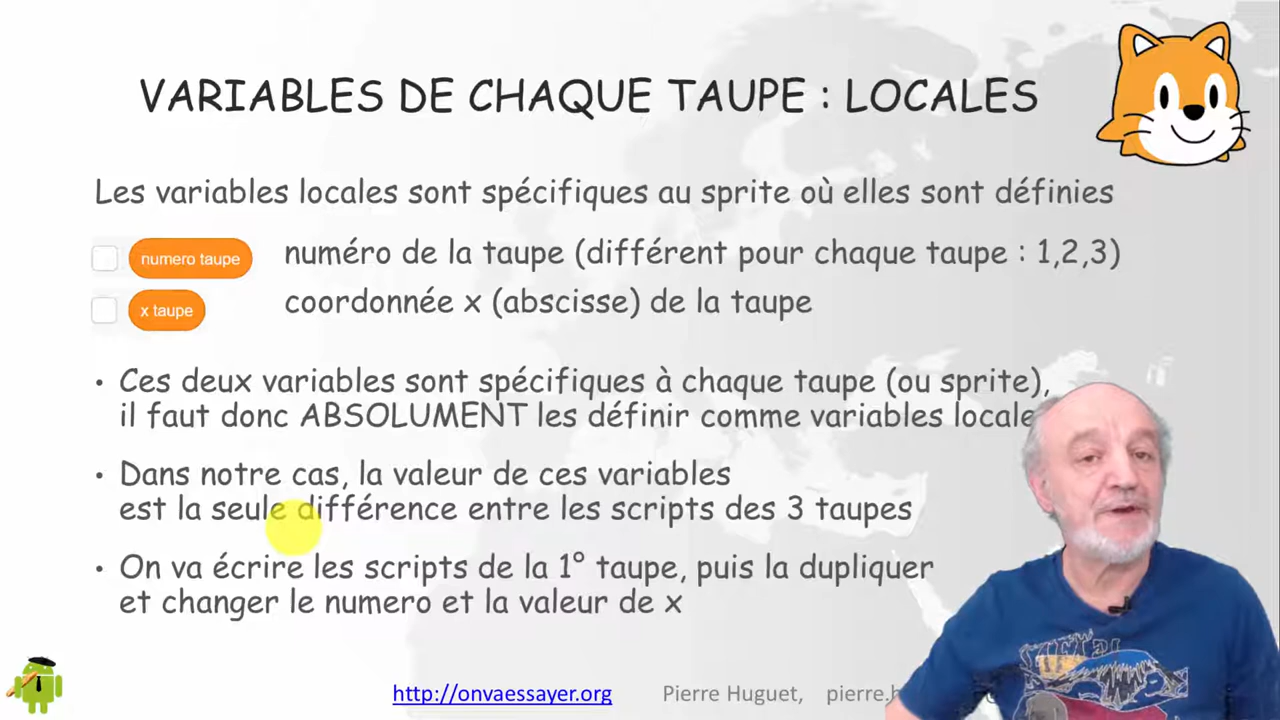 VARIABLES DE CHAQUE TAUPE : LOCALES
Les variables locales sont spécifiques au sprite où elles sont définies
numero taupe numéro de la taupe (différent pour chaque taupe : 1,2,3)
x taupe coordonnée x (abscisse) de la taupe
• Ces deux variables sont spécifiques à chaque taupe (ou sprite),
il faut donc ABSOLUMENT les définir comme variables locale
• Dans notre cas, la valeur de ces variables
est la seule différence entre les scripts des 3 taupes
• On va écrire les scripts de la 1° taupe, puis la dupliquer
et changer le numero et la valeur de x
http://onvaessayer.org Pierre Huguet,